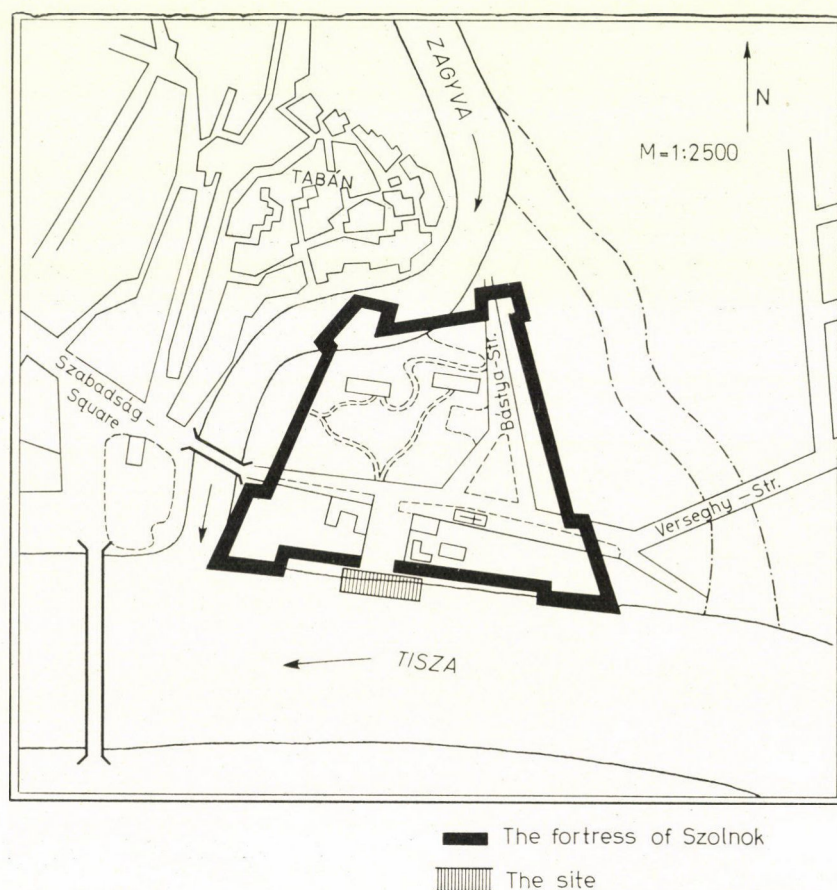 ZAGYVA
N
M=1:2500
TABÁN
Szabadság-
Square
Bástya-Str.
Verseghy-Str.
TISZA
The fortress of Szolnok
The site